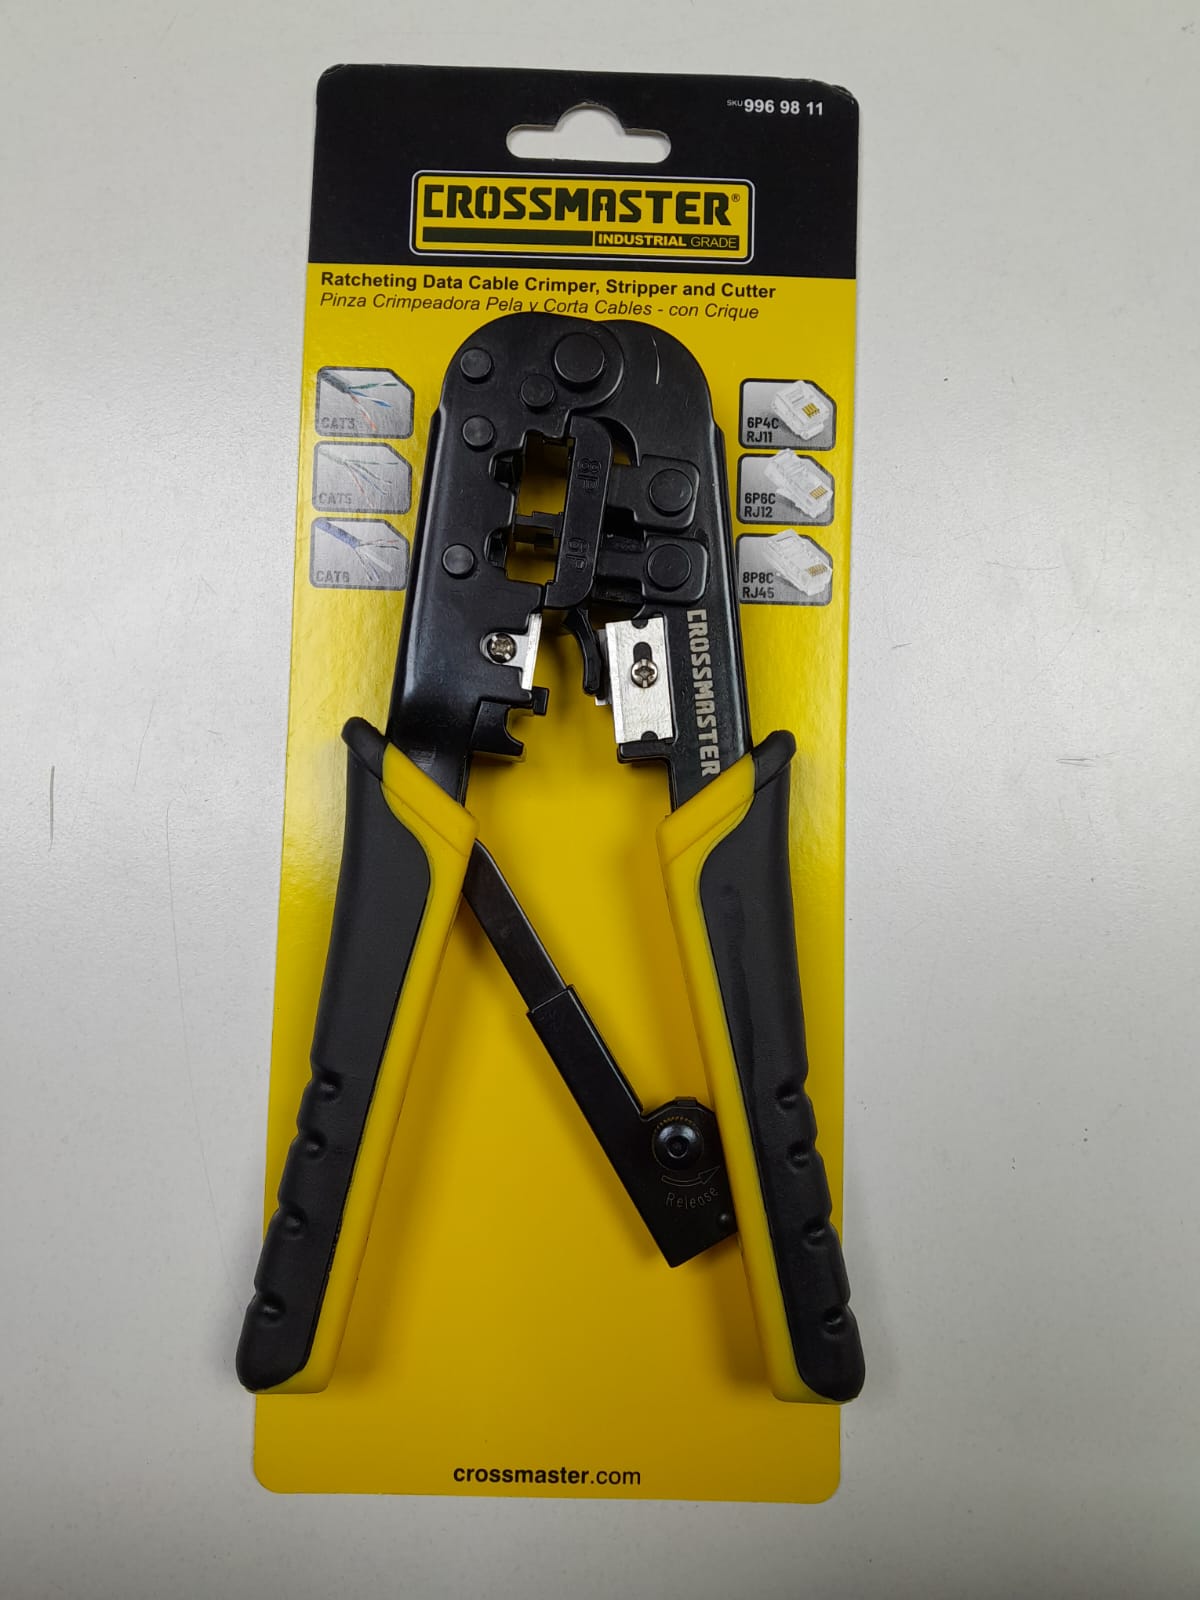 SKU 996 98 11
CROSSMASTER®
INDUSTRIAL GRADE
Ratcheting Data Cable Crimper, Stripper and Cutter
Pinza Crimpeadora Pela y Corta Cables - con Crique
CAT3
CAT5
CAT6
6P4C
RJ11
6P6C
RJ12
8P8C
RJ45
8P
6P
CROSSMASTER
Release
crossmaster.com